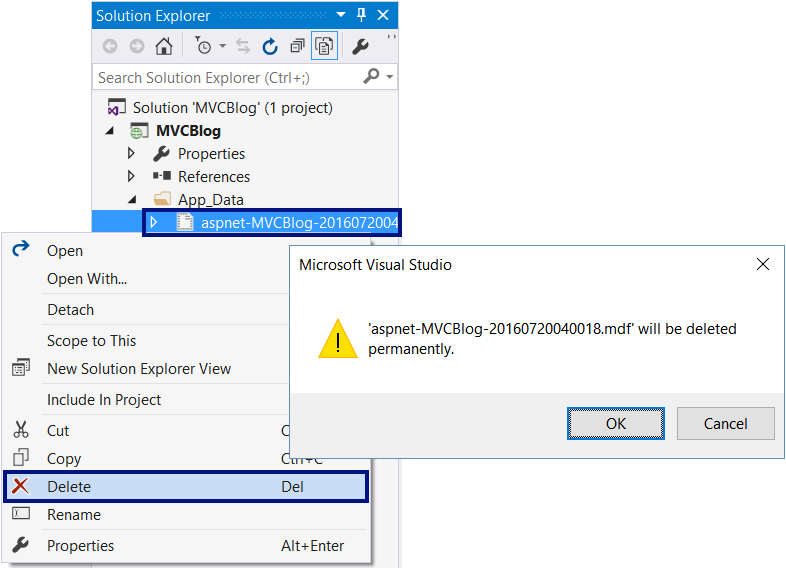 Solution Explorer
Search Solution Explorer (Ctrl+;)
Solution 'MVCBlog' (1 project)
MVCBlog
Properties
References
App_Data
aspnet-MVCBlog-2016072004
Open
Open With...
Detach
Scope to This
New Solution Explorer View
Include In Project
Cut
Copy Ctrl+C
Delete Del
Rename
Properties Alt+Enter
Microsoft Visual Studio
'aspnet-MVCBlog-20160720040018.mdf' will be deleted
permanently.
OK Cancel